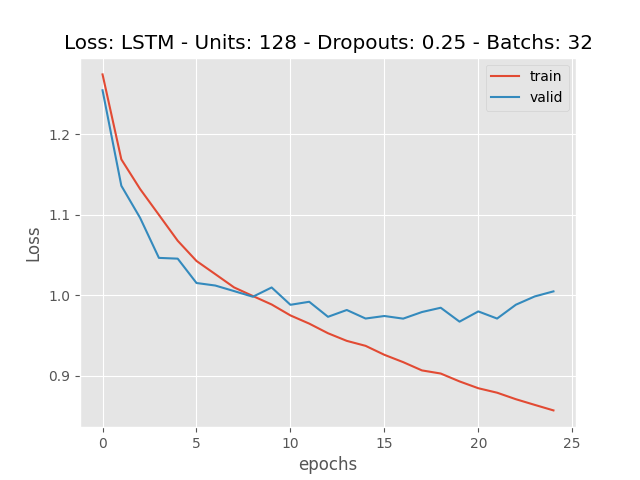 Loss: LSTM - Units: 128 - Dropouts: 0.25 - Batchs: 32
train
valid
Loss
1.2
1.1
1.0
0.9
0 5 10 15 20 25
epochs